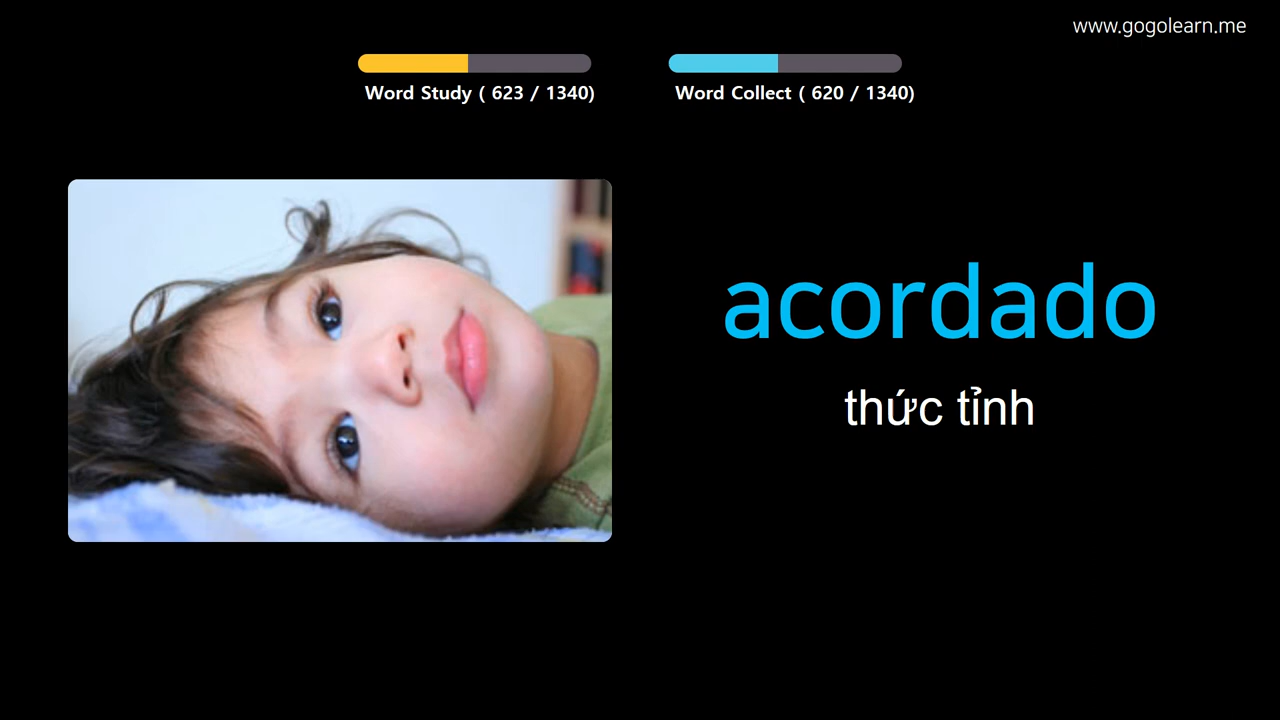 www.gogolearn.me
Word Study ( 623 / 1340)
Word Collect ( 620 / 1340)
acordado
thức tỉnh